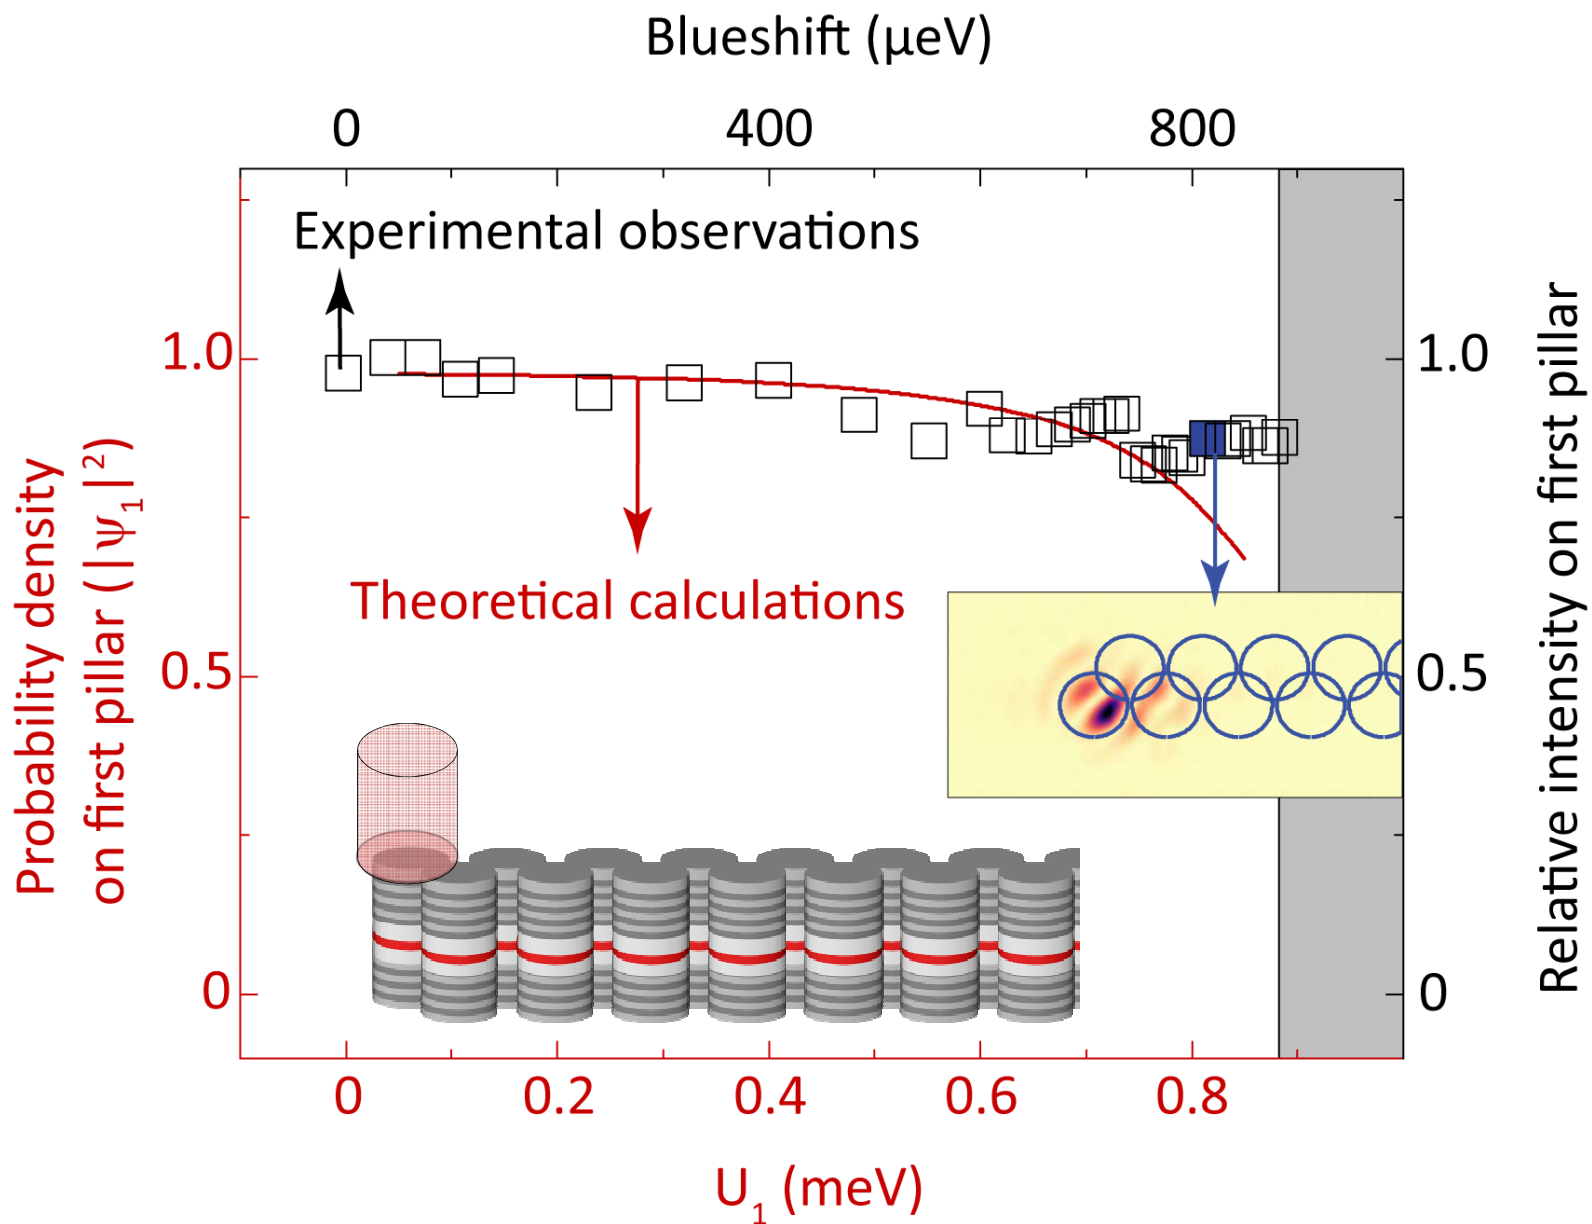 Blueshift (µeV)
0 400 800
Experimental observations
1.0
0.5
0
Probability density
on first pillar (|ψ1|2)
Theoretical calculations
1.0
0.5
0
Relative intensity on first pillar
0 0.2 0.4 0.6 0.8
U1 (meV)